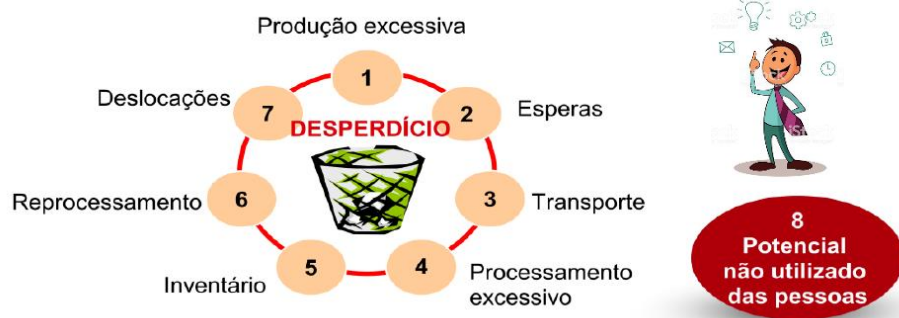 Produção excessiva
1
Deslocações
7
DESPERDÍCIO
2
Esperas
Reprocessamento
6
3
Transporte
Inventário
5
4
Processamento
excessivo
8
Potencial
não utilizado
das pessoas